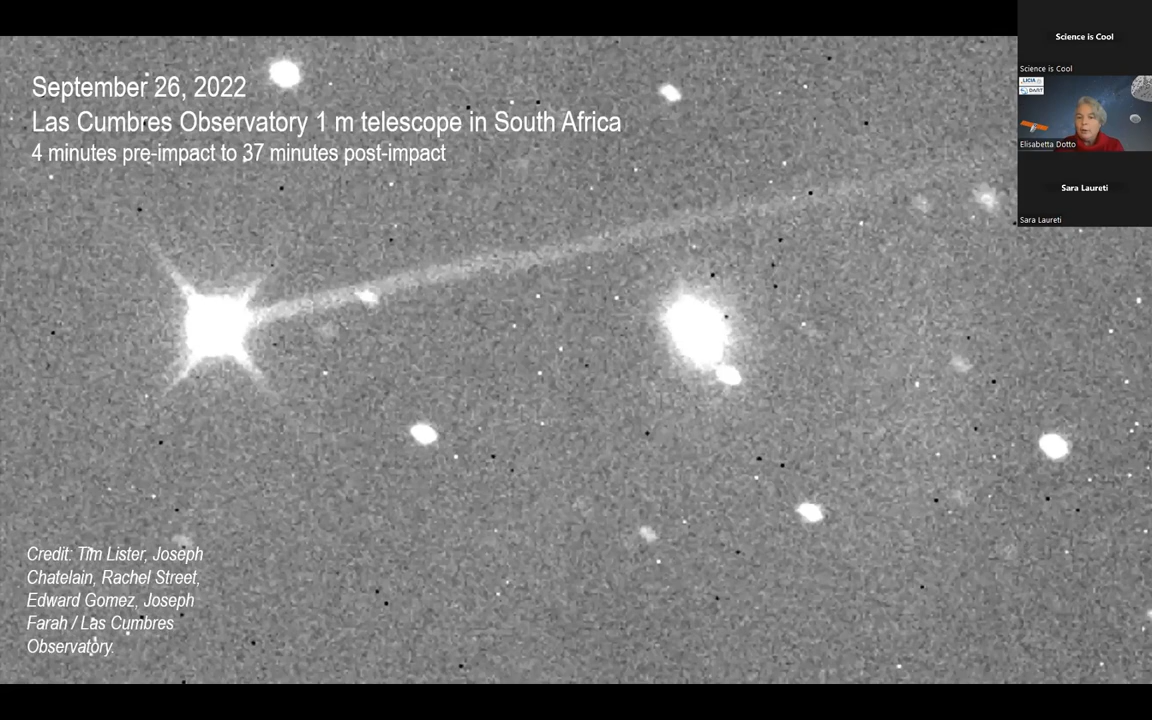 September 26, 2022
Las Cumbres Observatory 1 m telescope in South Africa
4 minutes pre-impact to 37 minutes post-impact
Credit: Tim Lister, Joseph
Chatelain, Rachel Street,
Edward Gomez, Joseph
Farah / Las Cumbres
Observatory.
Science is Cool
Science is Cool
LICIA
DART
Elisabetta Dotto
Sara Laureti
Sara Laureti